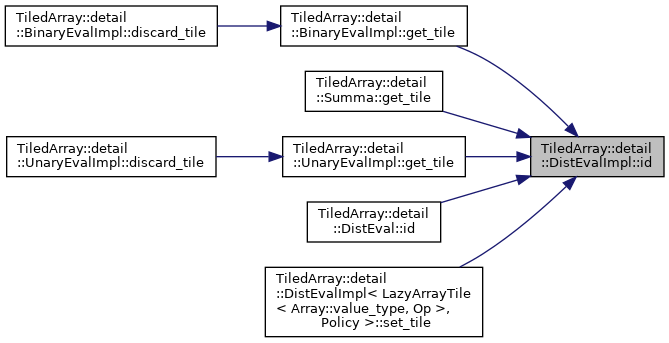 TiledArray::detail
::BinaryEvalImpl::discard_tile
TiledArray::detail
::BinaryEvalImpl::get_tile
TiledArray::detail
::Summa::get_tile
TiledArray::detail
::UnaryEvalImpl::discard_tile
TiledArray::detail
::UnaryEvalImpl::get_tile
TiledArray::detail
::DistEvalImpl::id
TiledArray::detail
::DistEval::id
TiledArray::detail
::DistEvalImpl< LazyArrayTile
< Array::value_type, Op >,
Policy >::set_tile